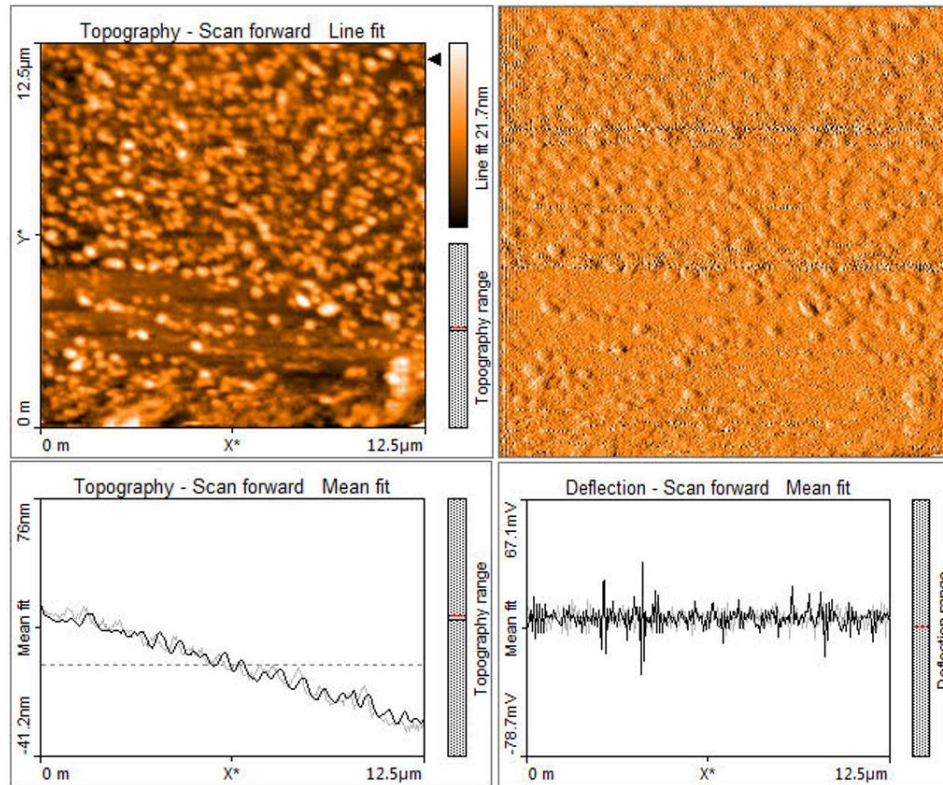 Topography - Scan forward Line fit
12.5µm
Y*
0 m
0 m X* 12.5µm
Line fit 21.7nm
Topography range
Topography - Scan forward Mean fit
76nm
Mean fit
-41.2nm
0 m X* 12.5µm
Topography range
Deflection - Scan forward Mean fit
67.1mV
Mean fit
-78.7mV
0 m X* 12.5µm
Deflection range